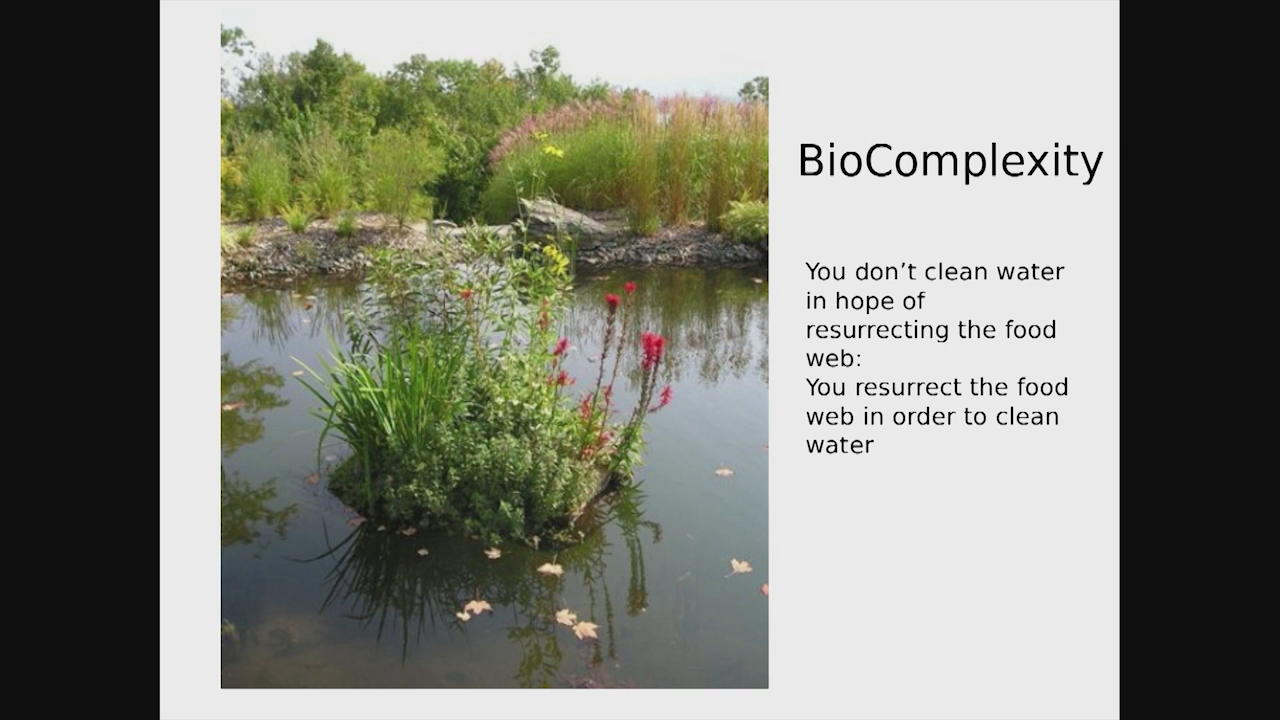 BioComplexity
You don’t clean water
in hope of
resurrecting the food
web:
You resurrect the food
web in order to clean
water